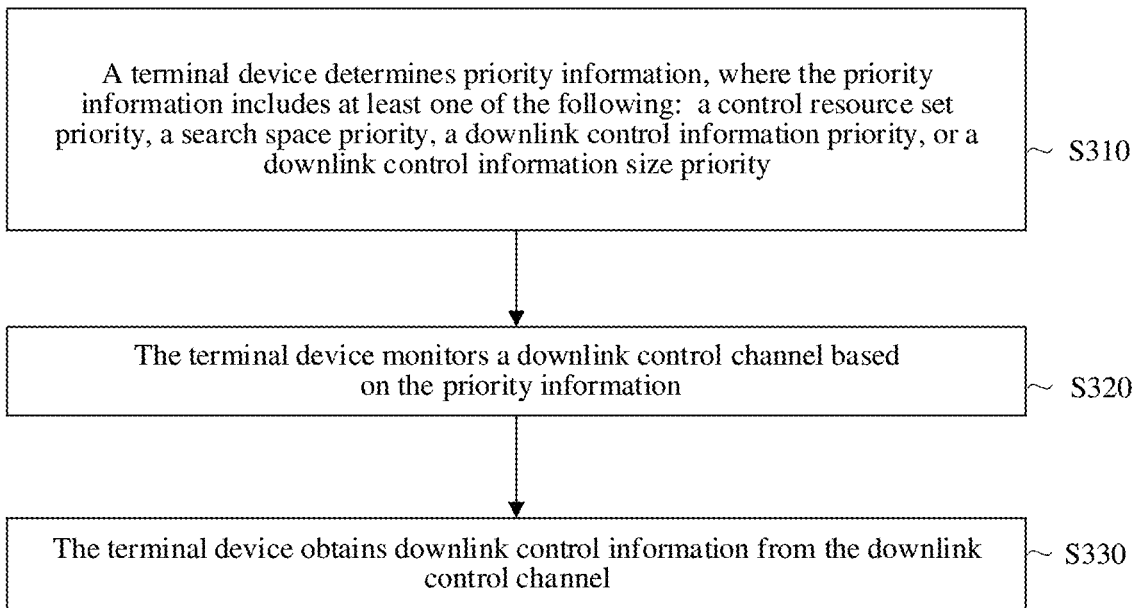 A terminal device determines priority information, where the priority
information includes at least one of the following: a control resource set
priority, a search space priority, a downlink control information priority, or a
downlink control information size priority
S310
The terminal device monitors a downlink control channel based
on the priority information
S320
The terminal device obtains downlink control information from the downlink
control channel
S330